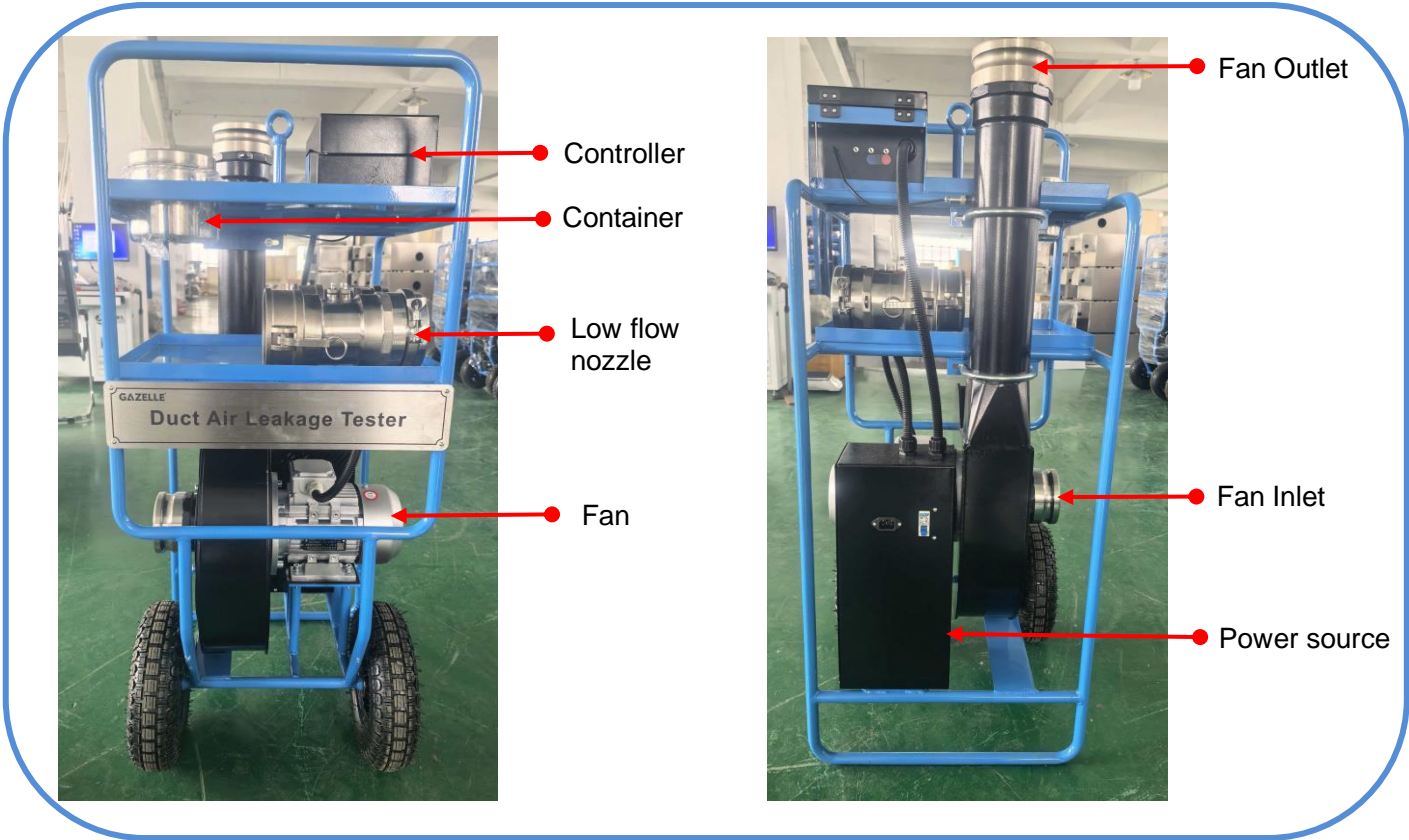 Controller
Container
Low flow
nozzle
GAZELLE
Duct Air Leakage Tester
Fan
Fan Outlet
Fan Inlet
Power source